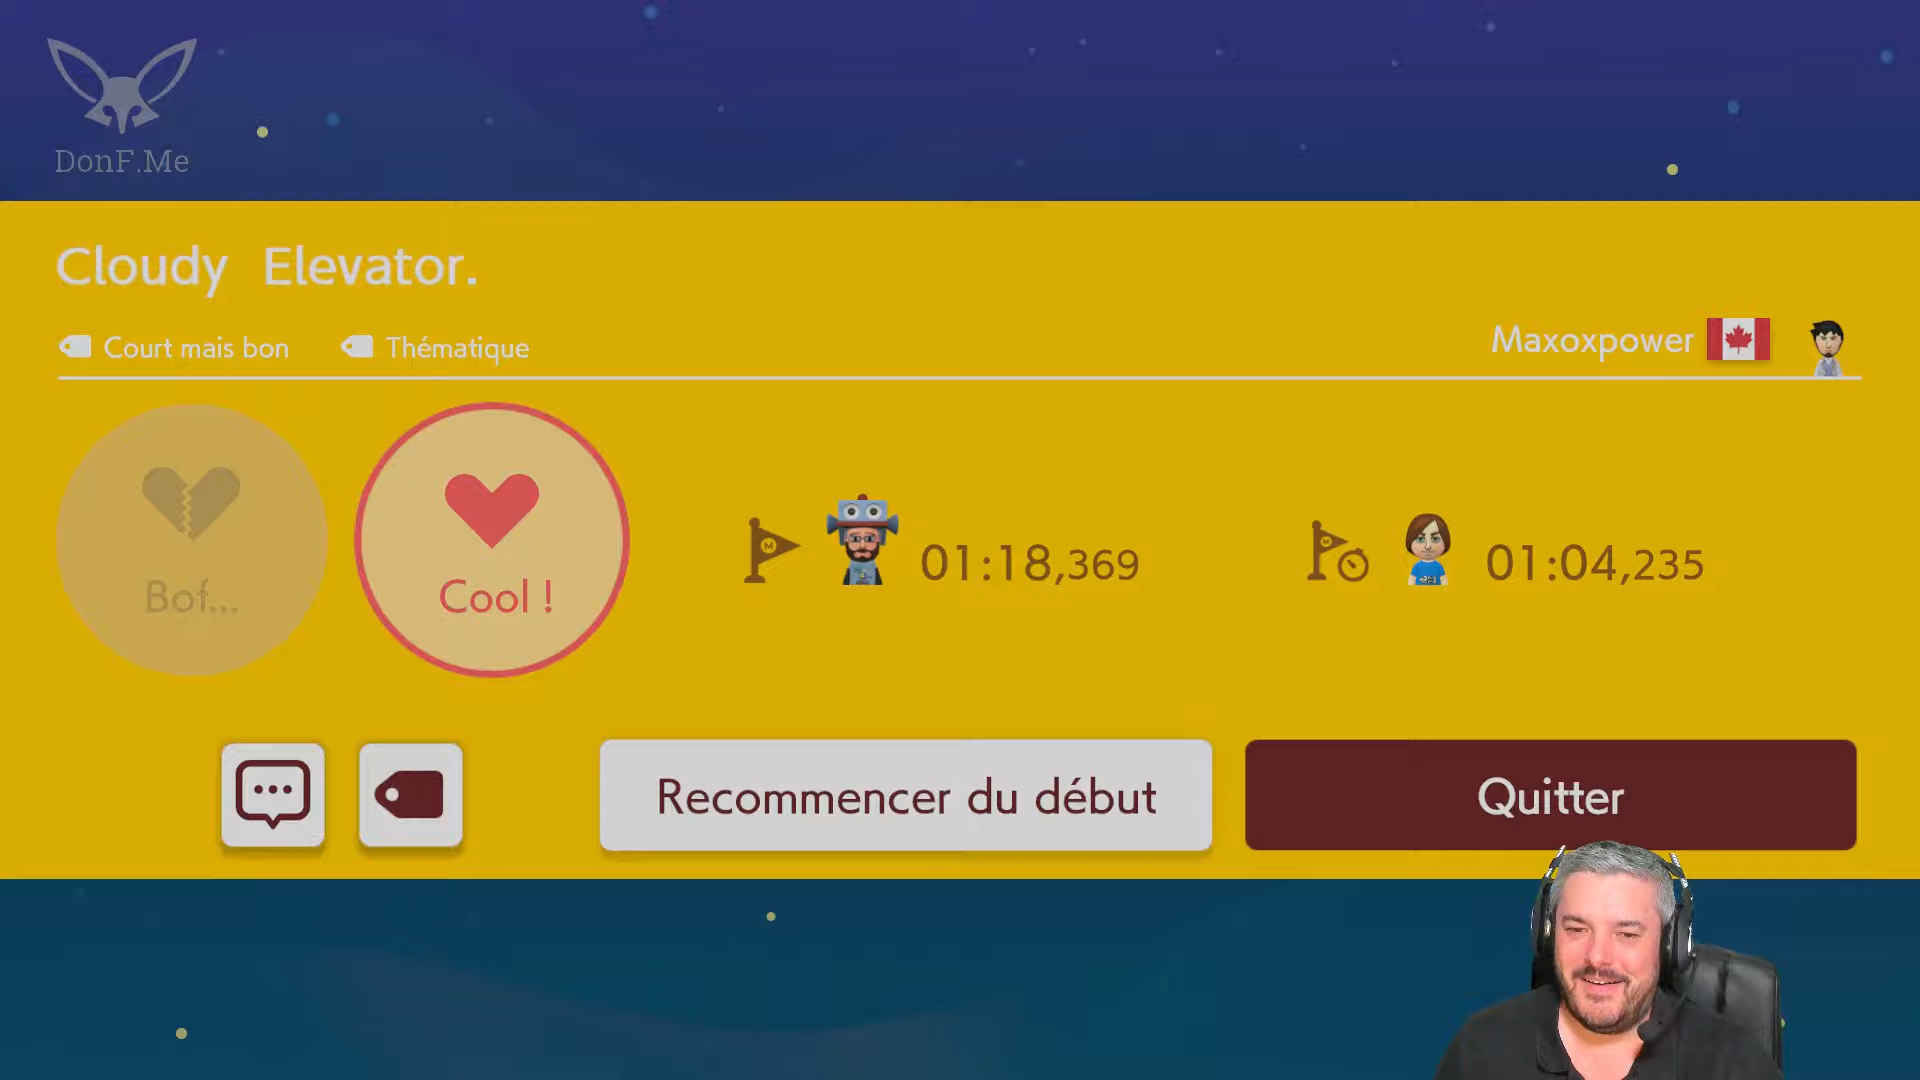 DonF.Me
Cloudy Elevator.
Court mais bon Thématique
Maxoxpower
Bof...
Cool !
M 01:18,369
M 01:04,235
Recommencer du début
Quitter